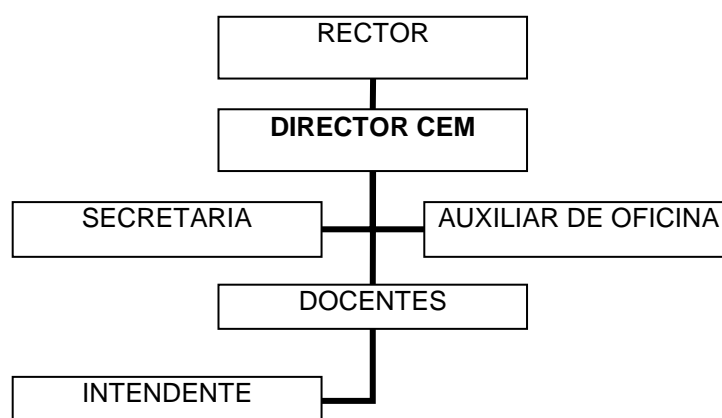 RECTOR
DIRECTOR CEM
SECRETARIA
AUXILIAR DE OFICINA
DOCENTES
INTENDENTE